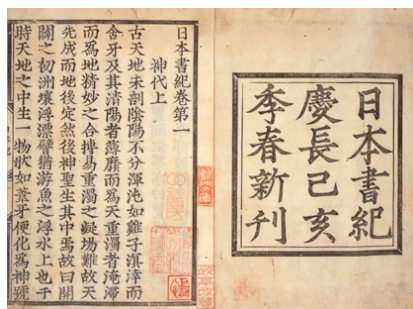 日本書紀
慶長己亥
季春新刊
日本書紀卷第一
神代上
古天地未剖陰陽不分渾沌如雞子溟涬而
含牙及其清陽者薄靡而爲天重濁者淹滯
而爲地精妙之合搏易重濁之凝場難故天
先成而地後定然後神聖生其中焉故曰開
闢之初洲壤浮漂譬猶游魚之浮水上也于
時天地之中生一物狀如葦牙便化爲神號